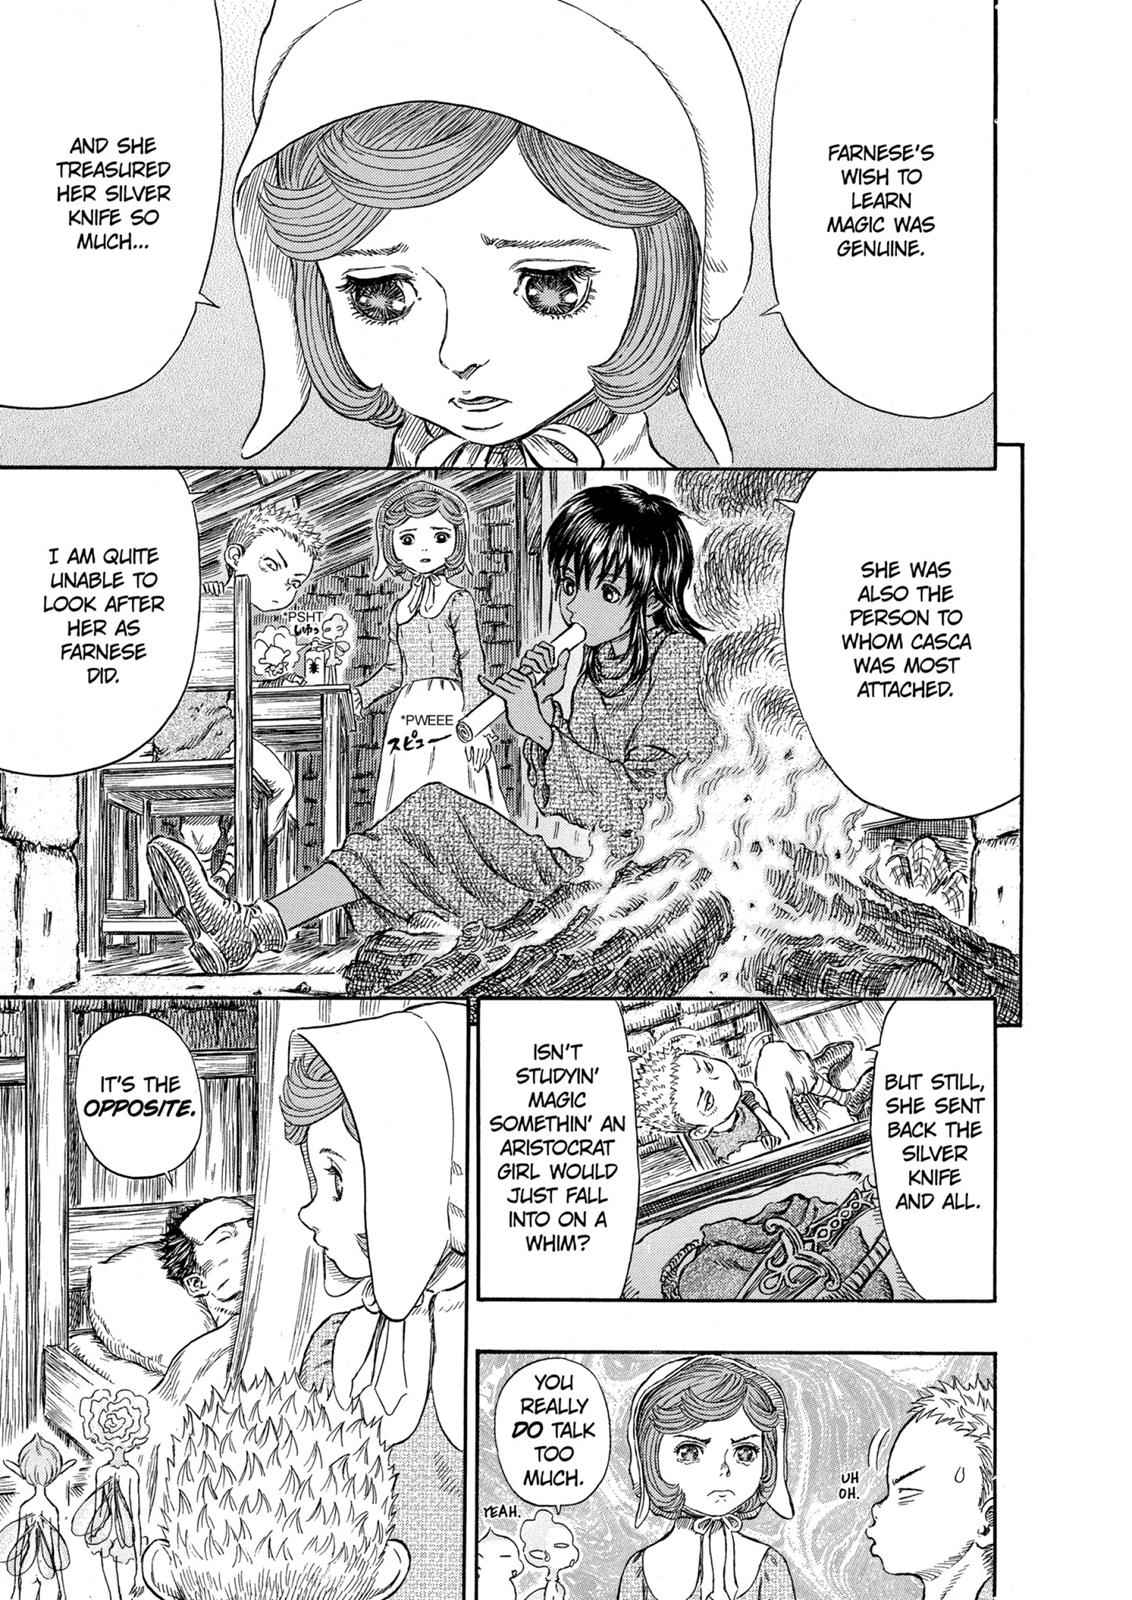 FARNESE'S
WISH TO
LEARN
MAGIC WAS
GENUINE.
AND SHE
TREASURED
HER SILVER
KNIFE SO
MUCH...
SHE WAS
ALSO THE
PERSON TO
WHOM CASCA
WAS MOST
ATTACHED.
*PSHT
しゅっ
*PWEEE
スピュー
I AM QUITE
UNABLE TO
LOOK AFTER
HER AS
FARNESE
DID.
BUT STILL,
SHE SENT
BACK THE
SILVER
KNIFE
AND ALL.
ISN'T
STUDYIN'
MAGIC
SOMETHIN' AN
ARISTOCRAT
GIRL WOULD
JUST FALL
INTO ON A
WHIM?
UH
OH.
YOU
REALLY
DO TALK
TOO
MUCH.
YEAH.
IT'S THE
OPPOSITE.